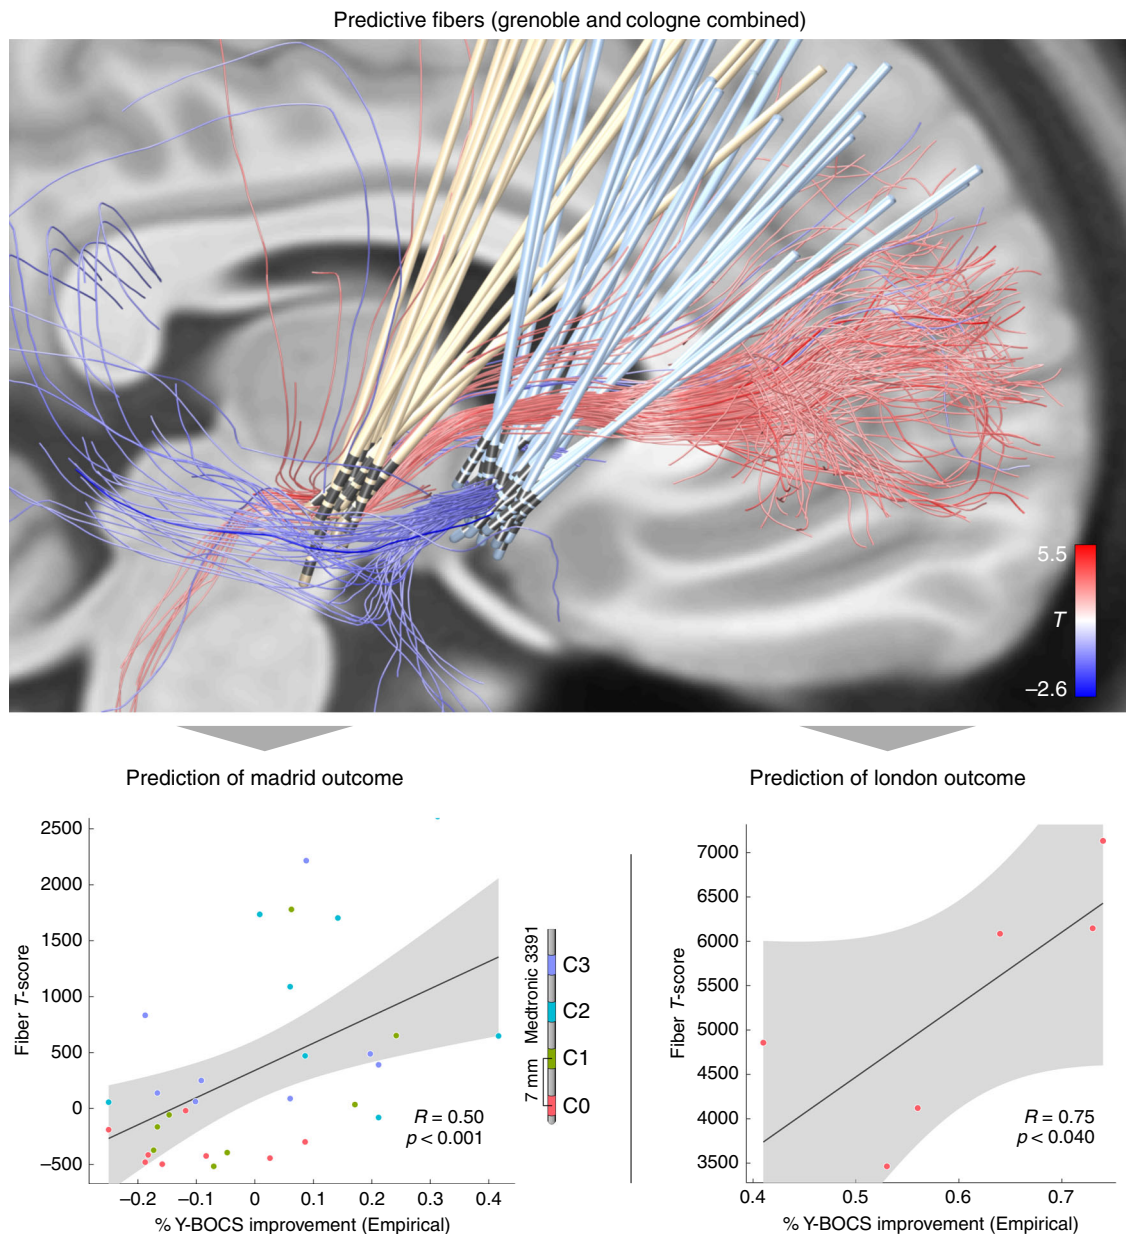 Predictive fibers (grenoble and cologne combined)
5.5
T
−2.6
Prediction of madrid outcome
Fiber T-score
2500
2000
1500
1000
500
0
−500
−0.2
−0.1
0
0.1
0.2
0.3
0.4
% Y-BOCS improvement (Empirical)
R = 0.50
p < 0.001
Medtronic 3391
7 mm
C3
C2
C1
C0
Prediction of london outcome
Fiber T-score
7000
6500
6000
5500
5000
4500
4000
3500
0.4
0.5
0.6
0.7
% Y-BOCS improvement (Empirical)
R = 0.75
p < 0.040